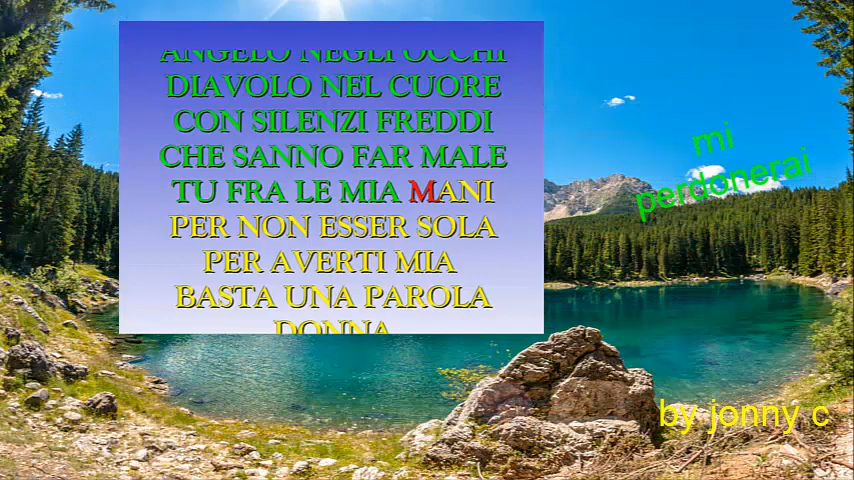 ANGELO NEGLI OCCHI
DIAVOLO NEL CUORE
CON SILENZI FREDDI
CHE SANNO FAR MALE
TU FRA LE MIA MANI
PER NON ESSER SOLA
PER AVERTI MIA
BASTA UNA PAROLA
DONNA
mi
perdonerai
by jonny c